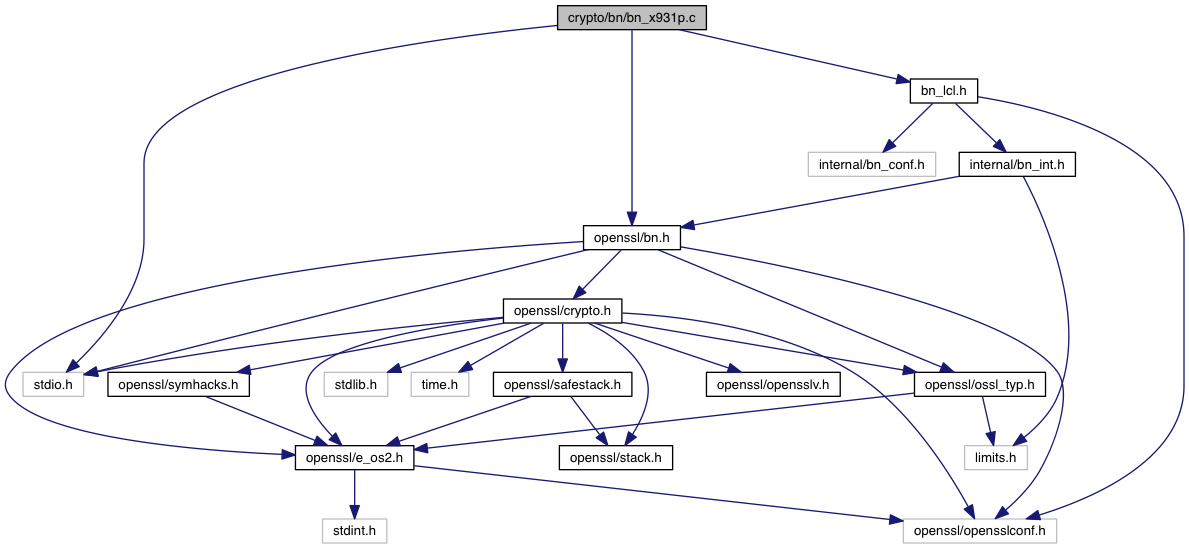 crypto/bn/bn_x931p.c
bn_lcl.h
internal/bn_conf.h
internal/bn_int.h
openssl/bn.h
openssl/crypto.h
stdio.h
openssl/symhacks.h
stdlib.h
time.h
openssl/safestack.h
openssl/opensslv.h
openssl/ossl_typ.h
openssl/e_os2.h
openssl/stack.h
limits.h
stdint.h
openssl/opensslconf.h